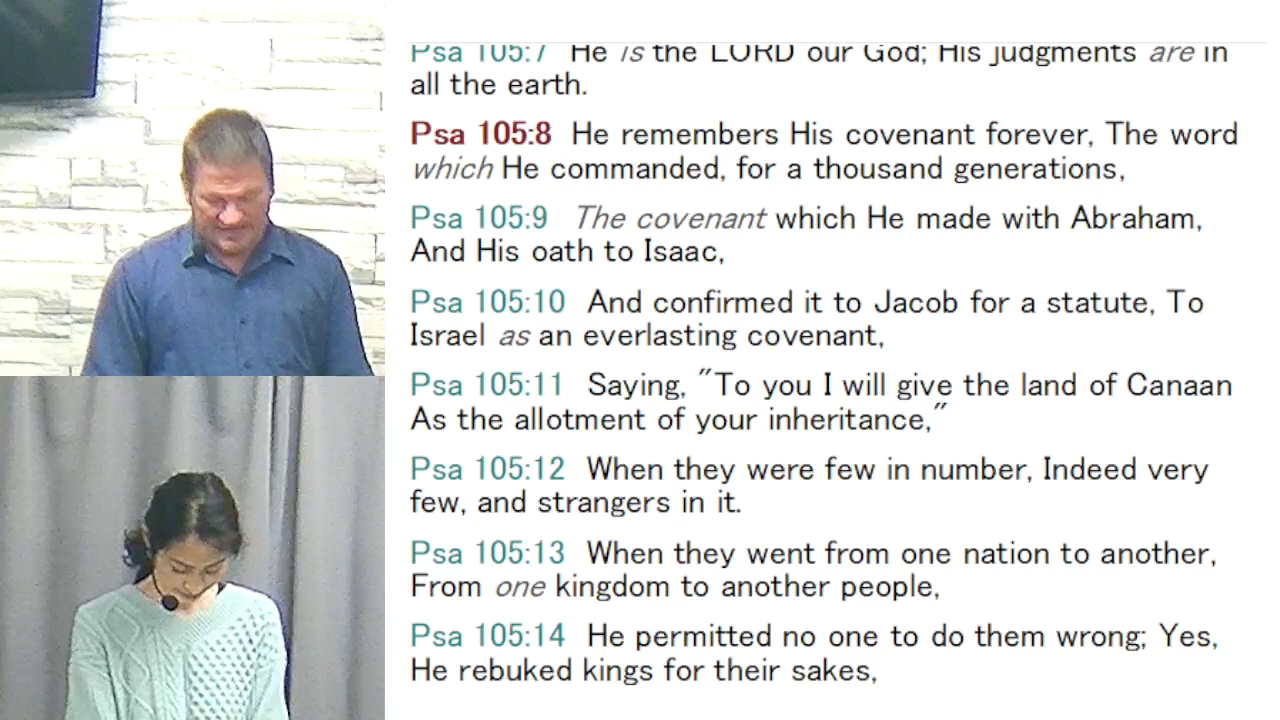 Psa 105:7 He is the LORD our God; His judgments are in
all the earth.
Psa 105:8 He remembers His covenant forever, The word
which He commanded, for a thousand generations,
Psa 105:9 The covenant which He made with Abraham,
And His oath to Isaac,
Psa 105:10 And confirmed it to Jacob for a statute, To
Israel as an everlasting covenant,
Psa 105:11 Saying, "To you I will give the land of Canaan
As the allotment of your inheritance,"
Psa 105:12 When they were few in number, Indeed very
few, and strangers in it.
Psa 105:13 When they went from one nation to another,
From one kingdom to another people,
Psa 105:14 He permitted no one to do them wrong; Yes,
He rebuked kings for their sakes,